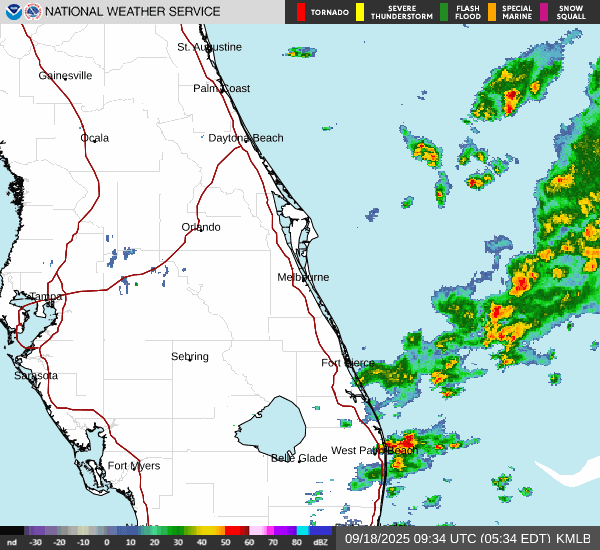 NATIONAL WEATHER SERVICE
TORNADO
SEVERE THUNDERSTORM
FLASH FLOOD
SPECIAL MARINE
SNOW SQUALL
St. Augustine
Gainesville
Palm Coast
Ocala
Daytona Beach
Orlando
Melbourne
Tampa
Sebring
Fort Pierce
Sarasota
West Palm Beach
Belle Glade
Fort Myers
nd -30 -20 -10 0 10 20 30 40 50 60 70 80 dBZ
09/18/2025 09:34 UTC (05:34 EDT) KMLB